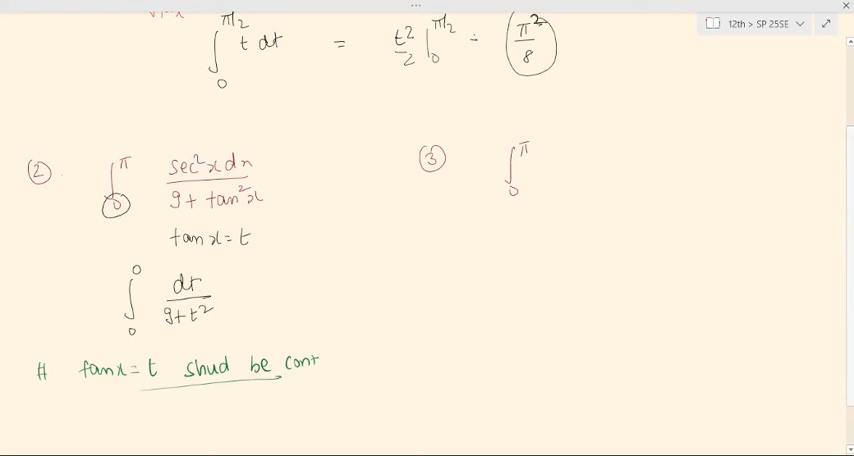 12th > SP 25SE
∫₀^{π/2} t dt = t²/2 |₀^{π/2} = π²/8
② ∫₀^π sec²x dx / 9 + tan²x
③ ∫₀^π
tan x = t
∫₀^0 dt / 9 + t²
# tan x = t shud be cont